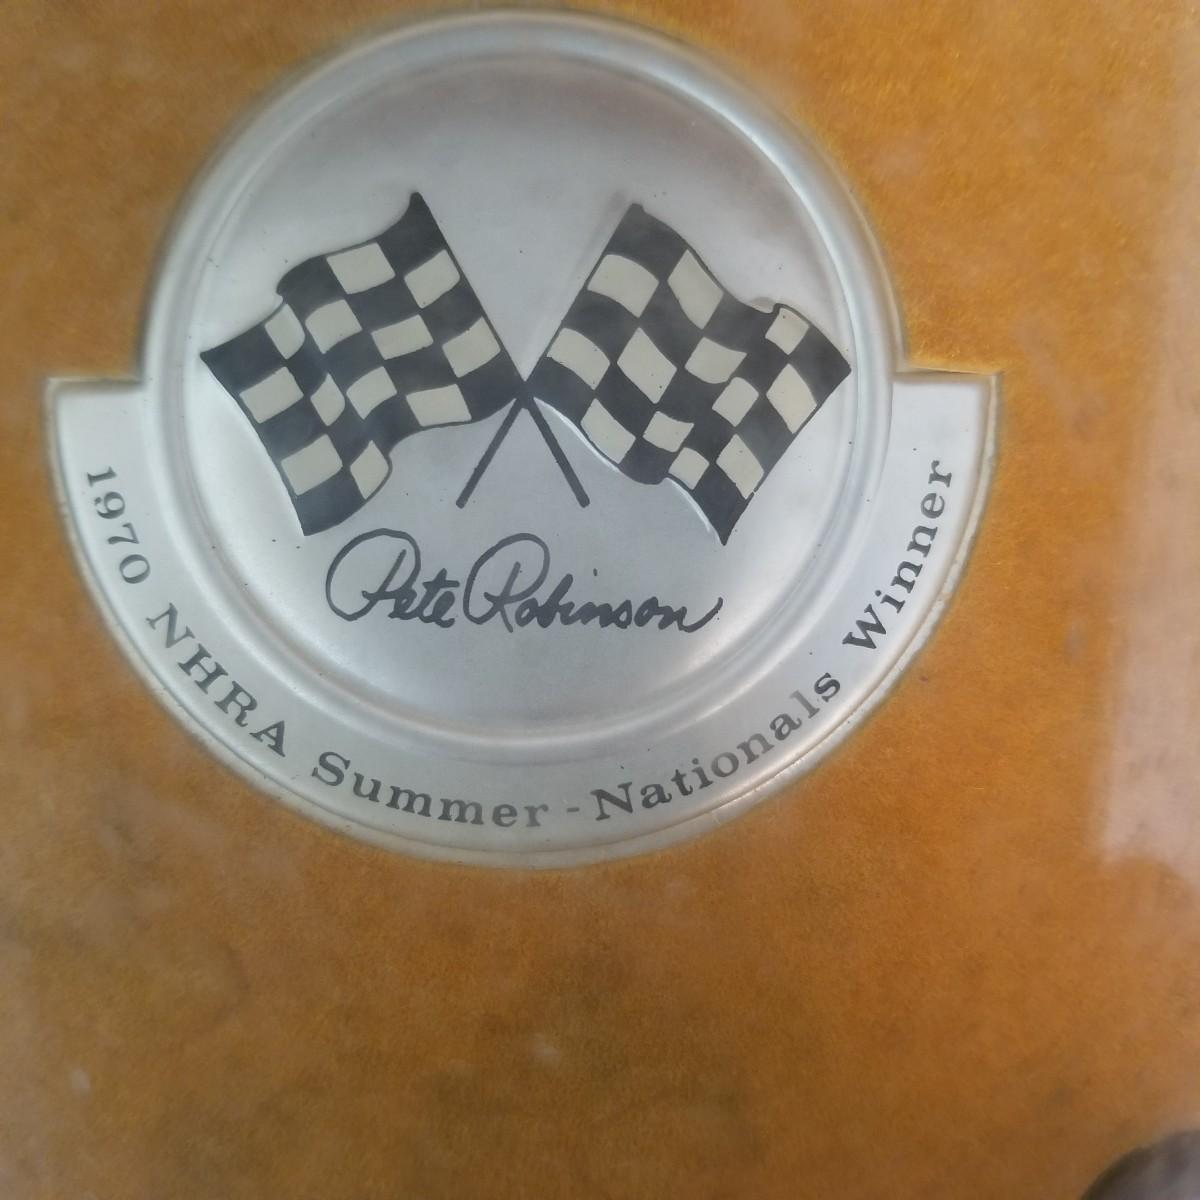 Pete Robinson
1970 NHRA Summer-Nationals Winner